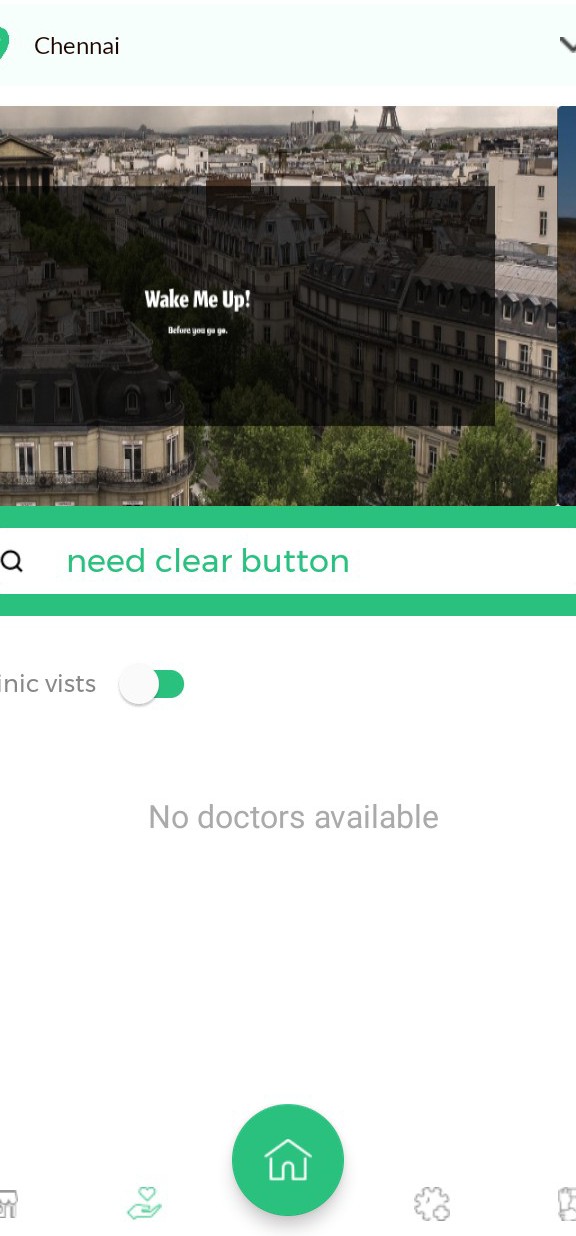 Chennai
Wake Me Up!
Before you go go.
need clear button
inic vists
No doctors available